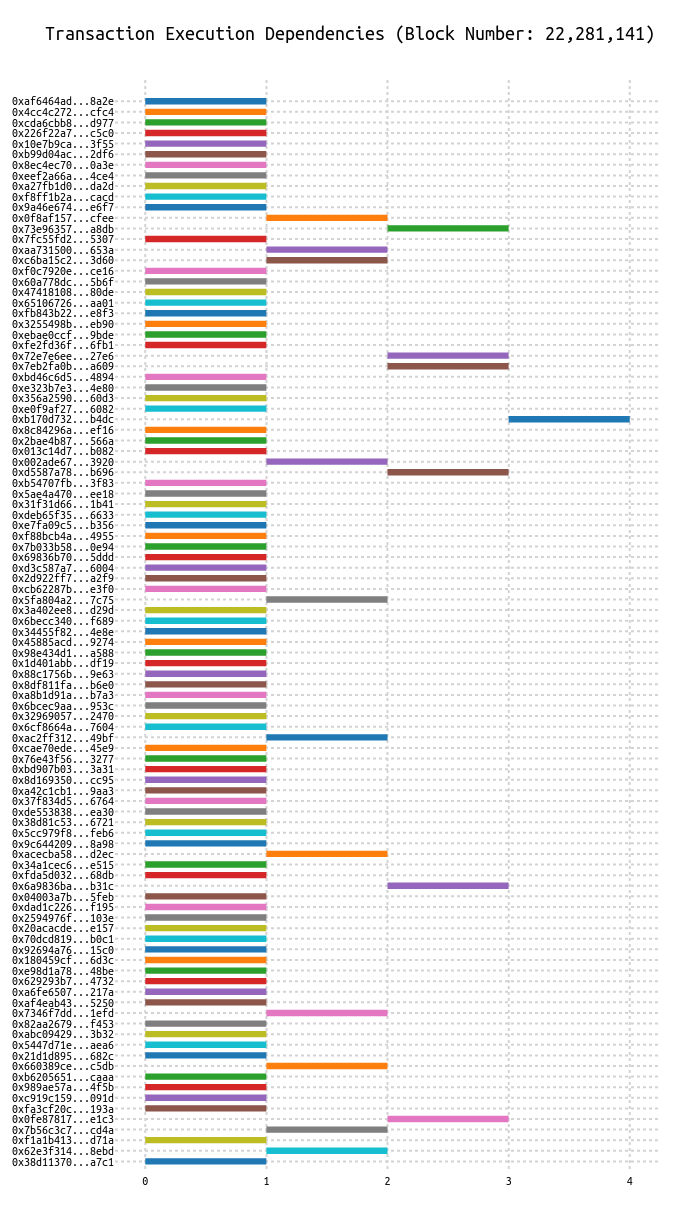 Transaction Execution Dependencies (Block Number: 22,281,141)
0xaf6464ad...8a2e
0x4cc4c272...cfc4
0xcda6cbb8...d977
0x226f22a7...c5c0
0x10e7b9ca...3f55
0xb99d04ac...2df6
0x8ec4ec70...0a3e
0xeef2a66a...4ce4
0xa27fb1d0...da2d
0xf8ff1b2a...cacd
0x9a46e674...e6f7
0x0f8af157...cfee
0x73e96357...a8db
0x7fc55fd2...5307
0xaa731500...653a
0xc6ba15c2...3d60
0xf0c7920e...ce16
0x60a778dc...5b6f
0x47418108...80de
0x65106726...aa01
0xfb843b22...e8f3
0x3255498b...eb90
0xebae0ccf...9bde
0xfe2fd36f...6fb1
0x72e7e6ee...27e6
0x7eb2fa0b...a609
0xbd46c6d5...4894
0xe323b7e3...4e80
0x356a2590...60d3
0xe0f9af27...6082
0xb170d732...b4dc
0x8c84296a...ef16
0x2bae4b87...566a
0x013c14d7...b082
0x002ade67...3920
0xd5587a78...b696
0xb54707fb...3f83
0x5ae4a470...ee18
0x31f31d66...1b41
0xdeb65f35...6633
0xe7fa09c5...b356
0xf88bcb4a...4955
0x7b033b58...0e94
0x69836b70...5ddd
0xd3c587a7...6004
0x2d922ff7...a2f9
0xcb62287b...e3f0
0x5fa804a2...7c75
0x3a402ee8...d29d
0x6becc340...f689
0x34455f82...4e8e
0x45885acd...9274
0x98e434d1...a588
0x1d401abb...df19
0x88c1756b...9e63
0x8df811fa...b6e0
0xa8b1d91a...b7a3
0x6bcec9aa...953c
0x32969057...2470
0x6cf8664a...7604
0xac2ff312...49bf
0xcae70ede...45e9
0x76e43f56...3277
0xbd907b03...3a31
0x8d169350...cc95
0xa42c1cb1...9aa3
0x37f834d5...6764
0xde553838...ea30
0x38d81c53...6721
0x5cc979f8...feb6
0x9c644209...8a98
0xacecba58...d2ec
0x34a1cec6...e515
0xfda5d032...68db
0x6a9836ba...b31c
0x04003a7b...5feb
0xdad1c226...f195
0x2594976f...103e
0x20acacde...e157
0x70dcd819...b0c1
0x92694a76...15c0
0x180459cf...6d3c
0xe98d1a78...48be
0x629293b7...4732
0xa6fe6507...217a
0xaf4eab43...5250
0x7346f7dd...1efd
0x82aa2679...f453
0xabc09429...3b32
0x5447d71e...aea6
0x21d1d895...682c
0x660389ce...c5db
0xb6205651...caaa
0x989ae57a...4f5b
0xc919c159...091d
0xfa3cf20c...193a
0x0fe87817...e1c3
0x7b56c3c7...cd4a
0xf1a1b413...d71a
0x62e3f314...8ebd
0x38d11370...a7c1
0 1 2 3 4